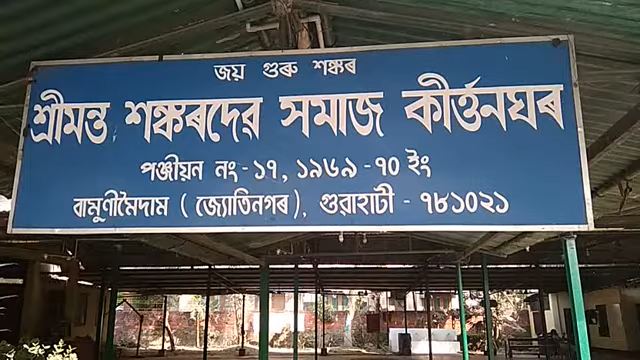 জয় গুৰু শঙ্কৰ
শ্ৰীমন্ত শঙ্কৰদেৱ সমাজ কীৰ্ত্তনঘৰ
পঞ্জীয়ন নং - ১৭, ১৯৬৯ - ৭০ ইং
বামুণীমৈদাম ( জ্যোতিনগৰ ), গুৱাহাটী - ৭৮১০২১